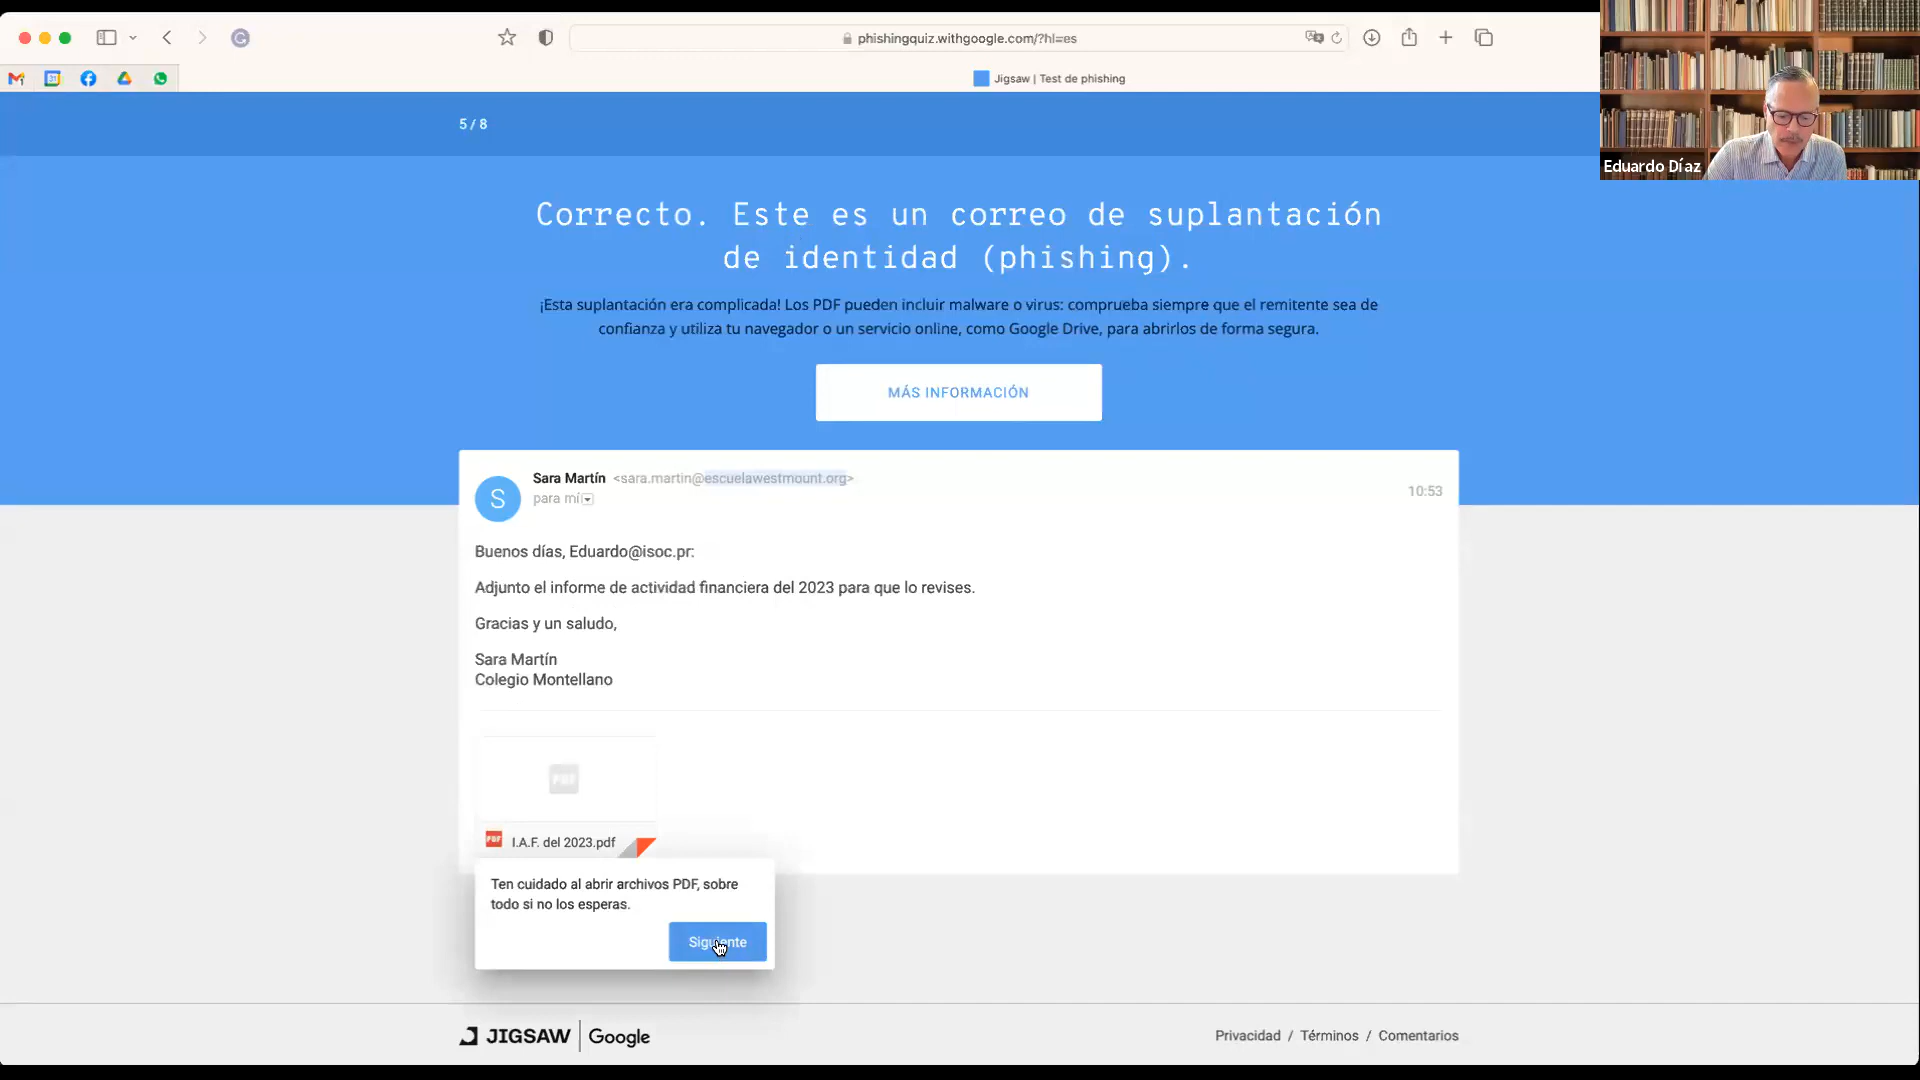 phishingquiz.withgoogle.com/?hl=es
Jigsaw | Test de phishing
Eduardo Díaz
5 / 8
Correcto. Este es un correo de suplantación
de identidad (phishing).
¡Esta suplantación era complicada! Los PDF pueden incluir malware o virus: comprueba siempre que el remitente sea de
confianza y utiliza tu navegador o un servicio online, como Google Drive, para abrirlos de forma segura.
MÁS INFORMACIÓN
S
Sara Martín <sara.martin@escuelawestmount.org>
para mí
10:53
Buenos días, Eduardo@isoc.pr:
Adjunto el informe de actividad financiera del 2023 para que lo revises.
Gracias y un saludo,
Sara Martín
Colegio Montellano
PDF
PDF I.A.F. del 2023.pdf
Ten cuidado al abrir archivos PDF, sobre
todo si no los esperas.
Siguiente
JIGSAW | Google
Privacidad / Términos / Comentarios